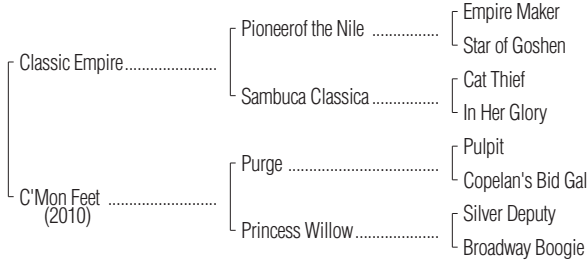 Empire Maker
Pioneerof the Nile ..................
Star of Goshen
Classic Empire.........................
Cat Thief
Sambuca Classica..................
In Her Glory
Pulpit
Purge .........................................
Copelan's Bid Gal
C'Mon Feet .............................
(2010)
Silver Deputy
Princess Willow.......................
Broadway Boogie